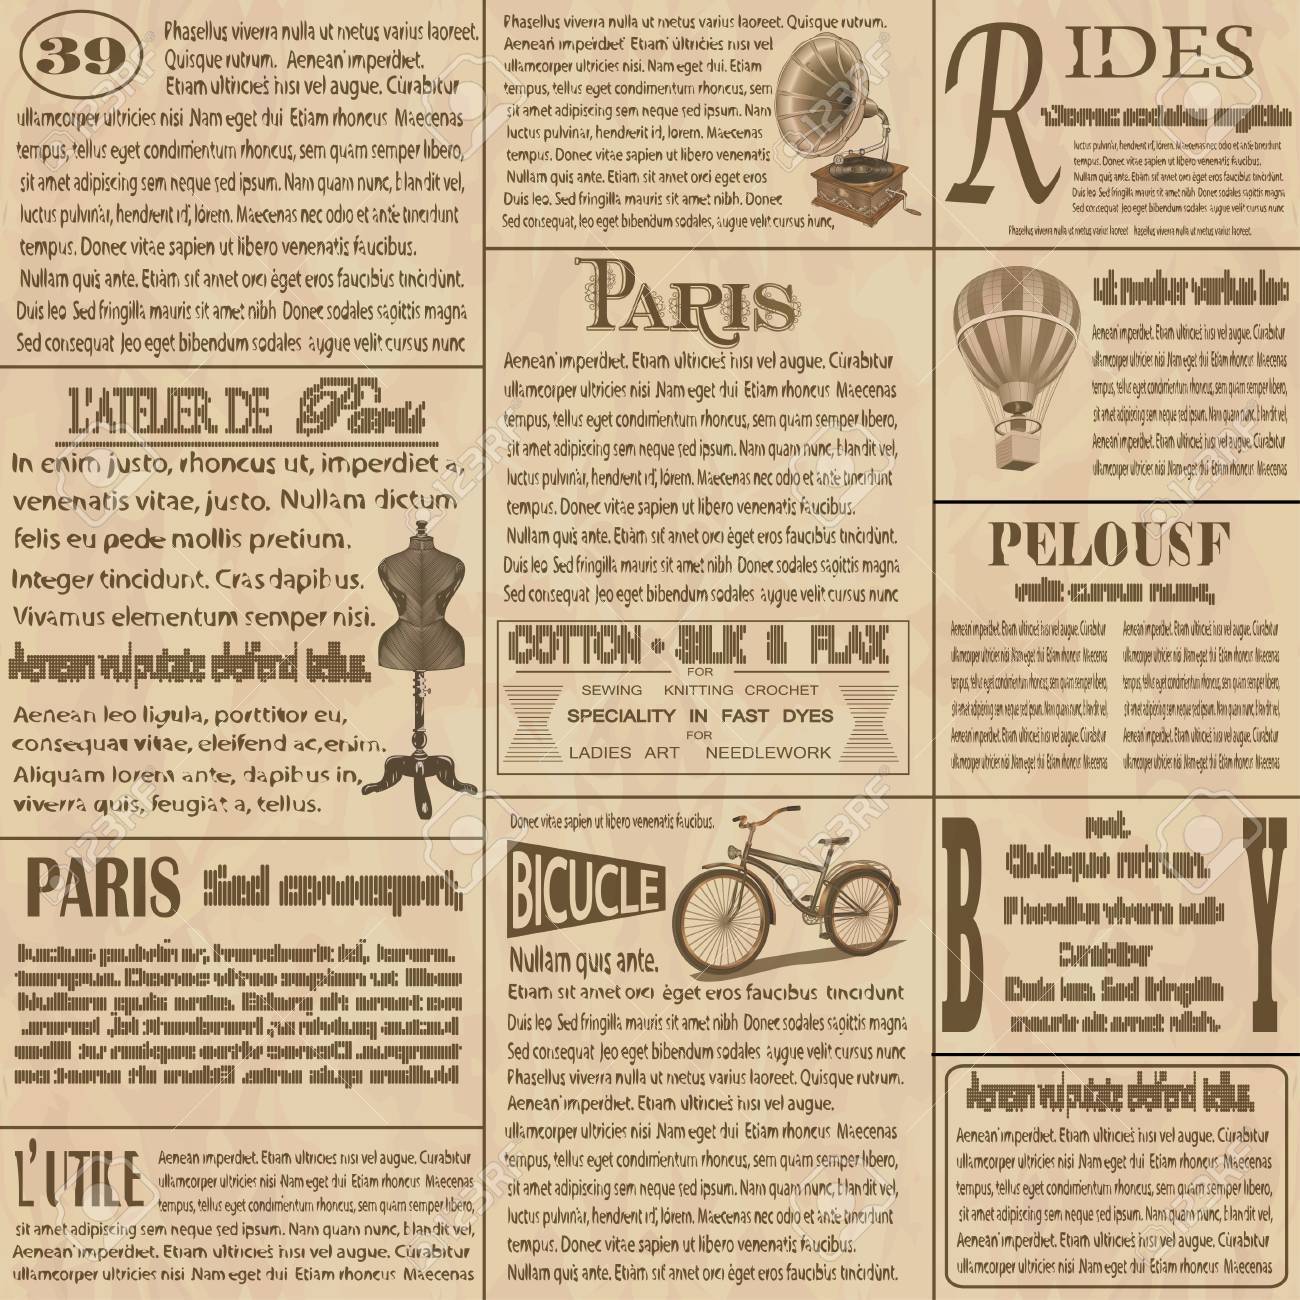 39
Phasellus viverra nulla ut metus varius laoreet.
Quisque rutrum. Aenean imperdiet.
Etiam ultricies nisi vel augue. Curabitur
ullamcorper ultricies nisi Nam eget dui Etiam rhoncus Maecenas
tempus, tellus eget condimentum rhoncus, sem quam semper libero,
sit amet adipiscing sem neque sed ipsum. Nam quam nunc, blandit vel,
luctus pulvinar, hendrerit id, lorem. Maecenas nec odio et ante tincidunt
tempus. Donec vitae sapien ut libero venenatis faucibus.
Nullam quis ante. Etiam sit amet orci eget eros faucibus tincidunt.
Duis leo Sed fringilla mauris sit amet nibh Donec sodales sagittis magna
Sed consequat leo eget bibendum sodales augue velit cursus nunc
L'ATELIER DE
In enim justo, rhoncus ut, imperdiet a,
venenatis vitae, justo. Nullam dictum
felis eu pede mollis pretium.
Integer tincidunt. Cras dapibus.
Vivamus elementum semper nisi.
Aenean vulputate eleifend tellus.
Aenean leo ligula, porttitor eu,
consequat vitae, eleifend ac, enim.
Aliquam lorem ante, dapibus in,
viverra quis, feugiat a, tellus.
PARIS Sed consequat,
L'UTILE
Aenean imperdiet. Etiam ultricies nisi vel augue. Curabitur
ullamcorper ultricies nisi Nam eget dui Etiam rhoncus Maecenas
tempus, tellus eget condimentum rhoncus, sem quam semper libero,
sit amet adipiscing sem neque sed ipsum. Nam quam nunc, blandit vel,
Aenean imperdiet. Etiam ultricies nisi vel augue. Curabitur
ullamcorper ultricies nisi Nam eget dui Etiam rhoncus Maecenas
Phasellus viverra nulla ut metus varius laoreet. Quisque rutrum.
Aenean imperdiet Etiam ultricies nisi vel
ullamcorper ultricies nisi. Nam eget dui. Etiam
tempus, tellus eget condimentum rhoncus, sem
sit amet adipiscing sem neque sed ipsum. Nam
luctus pulvinar, hendrerit id, lorem. Maecenas
tempus. Donec vitae sapien ut libero venenatis
Nullam quis ante. Etiam sit orci eget eros
Duis leo. Sed fringilla mauris sit amet nibh. Donec
Sed consequat, leo eget bibendum sodales, augue velit cursus nunc,
PARIS
Aenean imperdiet. Etiam ultricies nisi vel augue. Curabitur
ullamcorper ultricies nisi Nam eget dui Etiam rhoncus Maecenas
tempus, tellus eget condimentum rhoncus, sem quam semper libero,
sit amet adipiscing sem neque sed ipsum. Nam quam nunc, blandit vel,
luctus pulvinar, hendrerit id, lorem. Maecenas nec odio et ante tincidunt
tempus. Donec vitae sapien ut libero venenatis faucibus.
Nullam quis ante. Etiam sit amet orci eget eros faucibus tincidunt.
Duis leo Sed fringilla mauris sit amet nibh Donec sodales sagittis magna
Sed consequat leo eget bibendum sodales augue velit cursus nunc
COTTON • SILK & FLAX
FOR
SEWING KNITTING CROCHET
SPECIALITY IN FAST DYES
FOR
LADIES ART NEEDLEWORK
Donec vitae sapien ut libero venenatis faucibus.
BICUCLE
Nullam quis ante.
Etiam sit amet orci eget eros faucibus tincidunt
Duis leo Sed fringilla mauris sit amet nibh Donec sodales sagittis magna
Sed consequat leo eget bibendum sodales augue velit cursus nunc
Phasellus viverra nulla ut metus varius laoreet. Quisque rutrum.
Aenean imperdiet. Etiam ultricies nisi vel augue.
ullamcorper ultricies nisi Nam eget dui Etiam rhoncus Maecenas
tempus, tellus eget condimentum rhoncus, sem quam semper libero,
sit amet adipiscing sem neque sed ipsum. Nam quam nunc, blandit vel,
luctus pulvinar, hendrerit id, lorem. Maecenas nec odio et ante tincidunt
tempus. Donec vitae sapien ut libero venenatis faucibus.
Nullam quis ante. Etiam sit amet orci eget eros faucibus tincidunt.
RIDES
luctus pulvinar, hendrerit id, lorem. Maecenas nec odio
tempus. Donec vitae sapien ut libero venenatis faucibus.
Nullam quis ante. Etiam sit amet orci eget eros faucibus
Duis leo Sed fringilla mauris sit amet nibh Donec sodales sagittis magna
Sed consequat leo eget bibendum sodales augue velit cursus nunc
Phasellus viverra nulla ut metus varius laoreet hasellus viverra nulla ut metus varius laoreet.
Aenean imperdiet. Etiam ultricies nisi vel augue. Curabitur
ullamcorper ultricies nisi Nam eget dui Etiam rhoncus Maecenas
tempus, tellus eget condimentum rhoncus, sem quam semper libero,
sit amet adipiscing sem neque sed ipsum. Nam quam nunc, blandit vel,
Aenean imperdiet. Etiam ultricies nisi vel augue. Curabitur
ullamcorper ultricies nisi Nam eget dui Etiam rhoncus Maecenas
PELOUSE
Aenean imperdiet. Etiam ultricies nisi vel augue. Curabitur
ullamcorper ultricies nisi Nam eget dui Etiam rhoncus Maecenas
tempus, tellus eget condimentum rhoncus, sem quam semper libero,
sit amet adipiscing sem neque sed ipsum. Nam quam nunc, blandit vel,
Aenean imperdiet. Etiam ultricies nisi vel augue. Curabitur
ullamcorper ultricies nisi Nam eget dui Etiam rhoncus Maecenas
Aenean imperdiet. Etiam ultricies nisi vel augue. Curabitur
ullamcorper ultricies nisi Nam eget dui Etiam rhoncus Maecenas
tempus, tellus eget condimentum rhoncus, sem quam semper libero,
sit amet adipiscing sem neque sed ipsum. Nam quam nunc, blandit vel,
Aenean imperdiet. Etiam ultricies nisi vel augue. Curabitur
ullamcorper ultricies nisi Nam eget dui Etiam rhoncus Maecenas
B Y
Quisque rutrum.
Phasellus viverra nulla
Curabitur
Duis leo. Sed fringilla
mauris sit amet nibh.
Aenean vulputate eleifend tellus.
Aenean imperdiet. Etiam ultricies nisi vel augue. Curabitur
ullamcorper ultricies nisi Nam eget dui Etiam rhoncus Maecenas
tempus, tellus eget condimentum rhoncus, sem quam semper libero,
sit amet adipiscing sem neque sed ipsum. Nam quam nunc, blandit vel,
Aenean imperdiet. Etiam ultricies nisi vel augue. Curabitur
ullamcorper ultricies nisi Nam eget dui Etiam rhoncus Maecenas